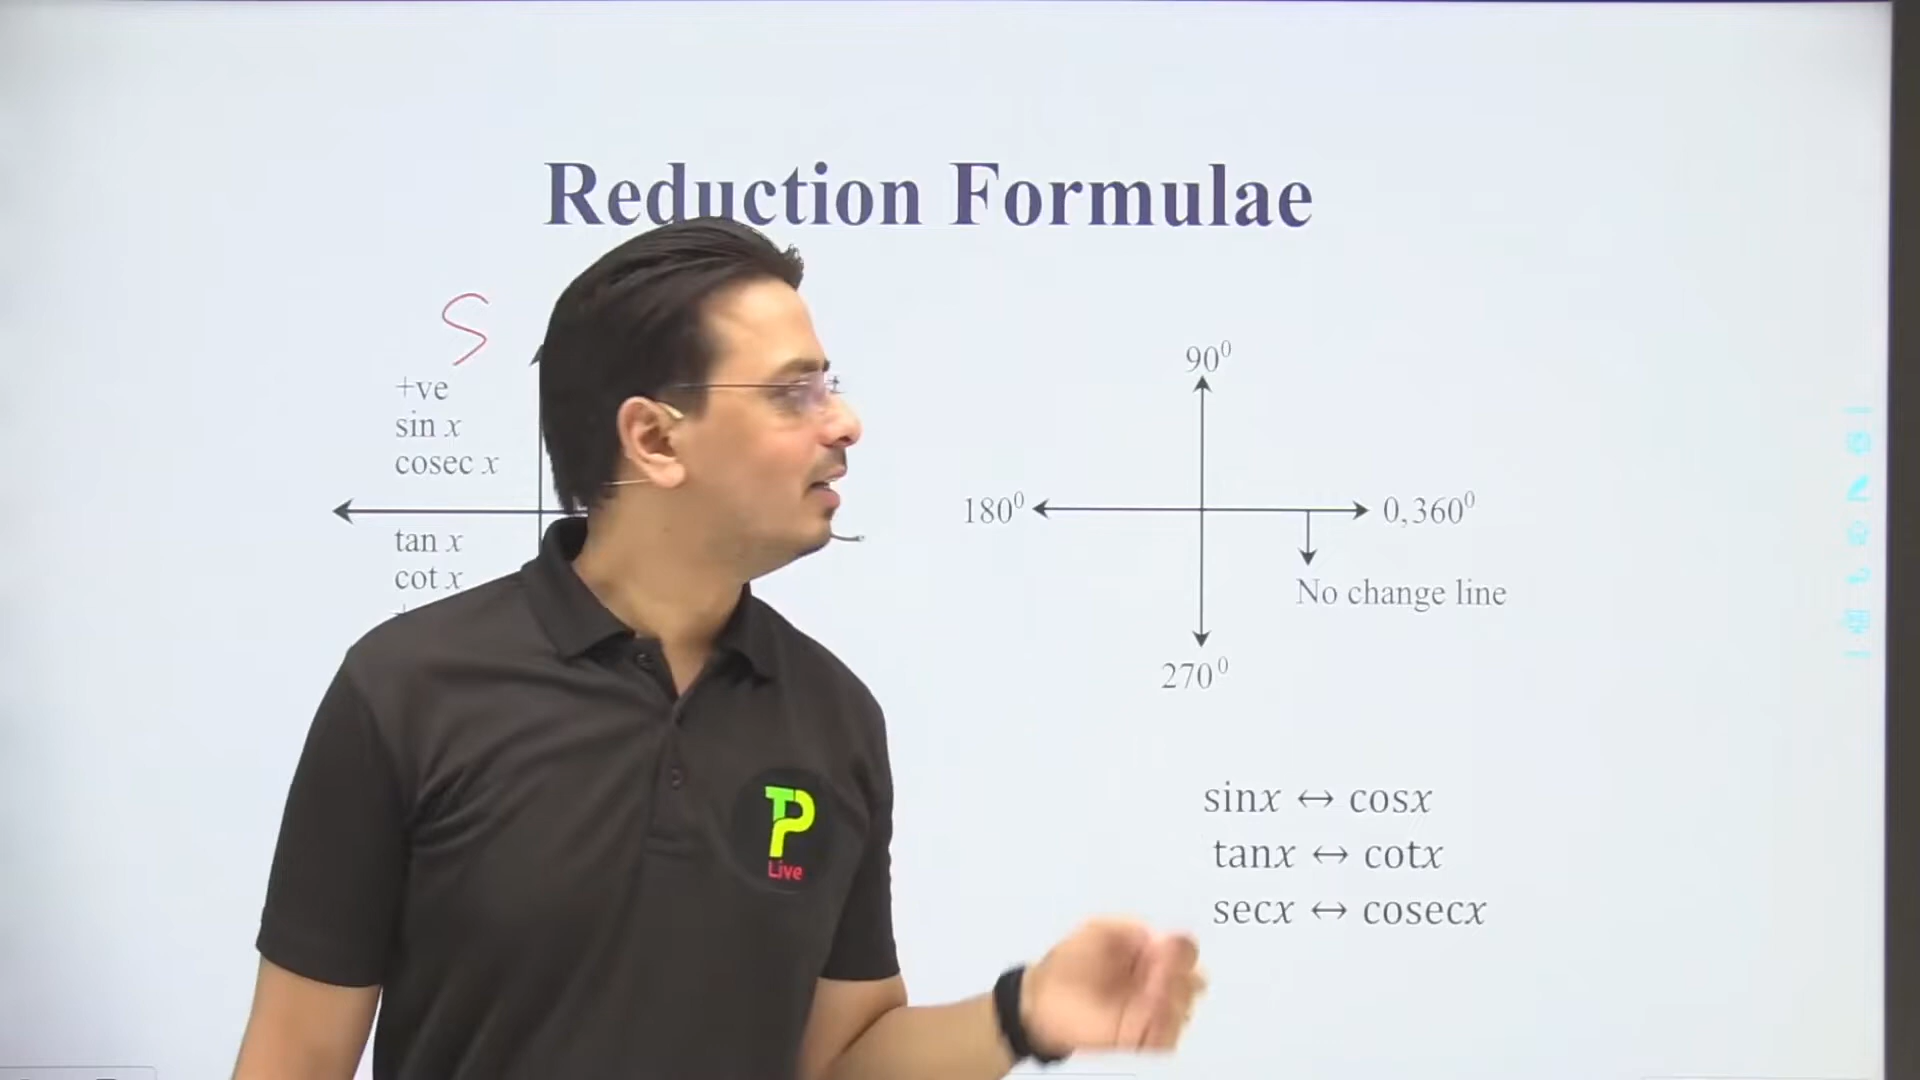 Reduction Formulae
S
+ve
sin x
cosec x
tan x
cot x
90⁰
180⁰
0,360⁰
No change line
270⁰
sinx ↔ cosx
tanx ↔ cotx
secx ↔ cosecx
TP
Live